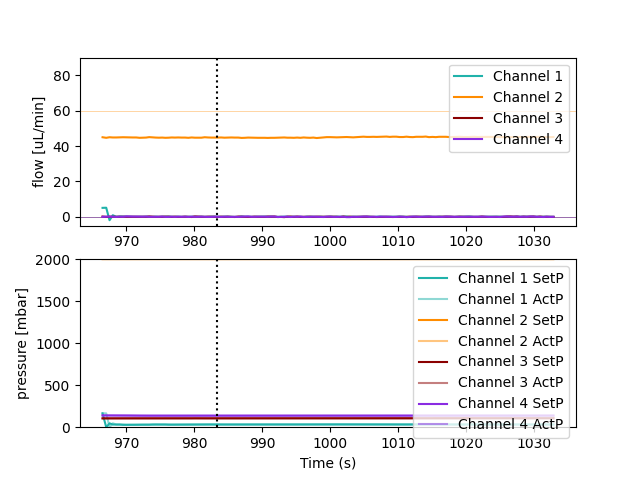 80
60
40
20
0
flow [uL/min]
Channel 1
Channel 2
Channel 3
Channel 4
970 980 990 1000 1010 1020 1030
2000
1500
1000
500
0
pressure [mbar]
Channel 1 SetP
Channel 1 ActP
Channel 2 SetP
Channel 2 ActP
Channel 3 SetP
Channel 3 ActP
Channel 4 SetP
Channel 4 ActP
970 980 990 1000 1010 1020 1030
Time (s)